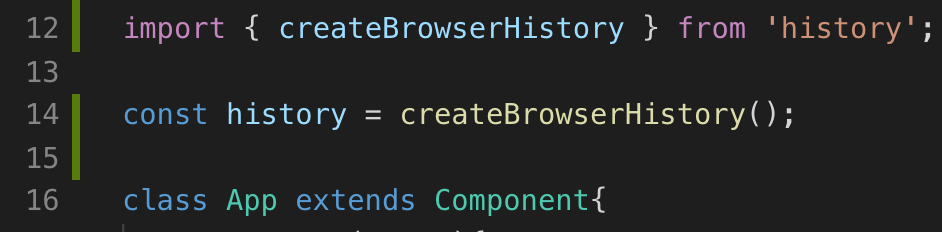 12 import { createBrowserHistory } from 'history';
13
14 const history = createBrowserHistory();
15
16 class App extends Component{